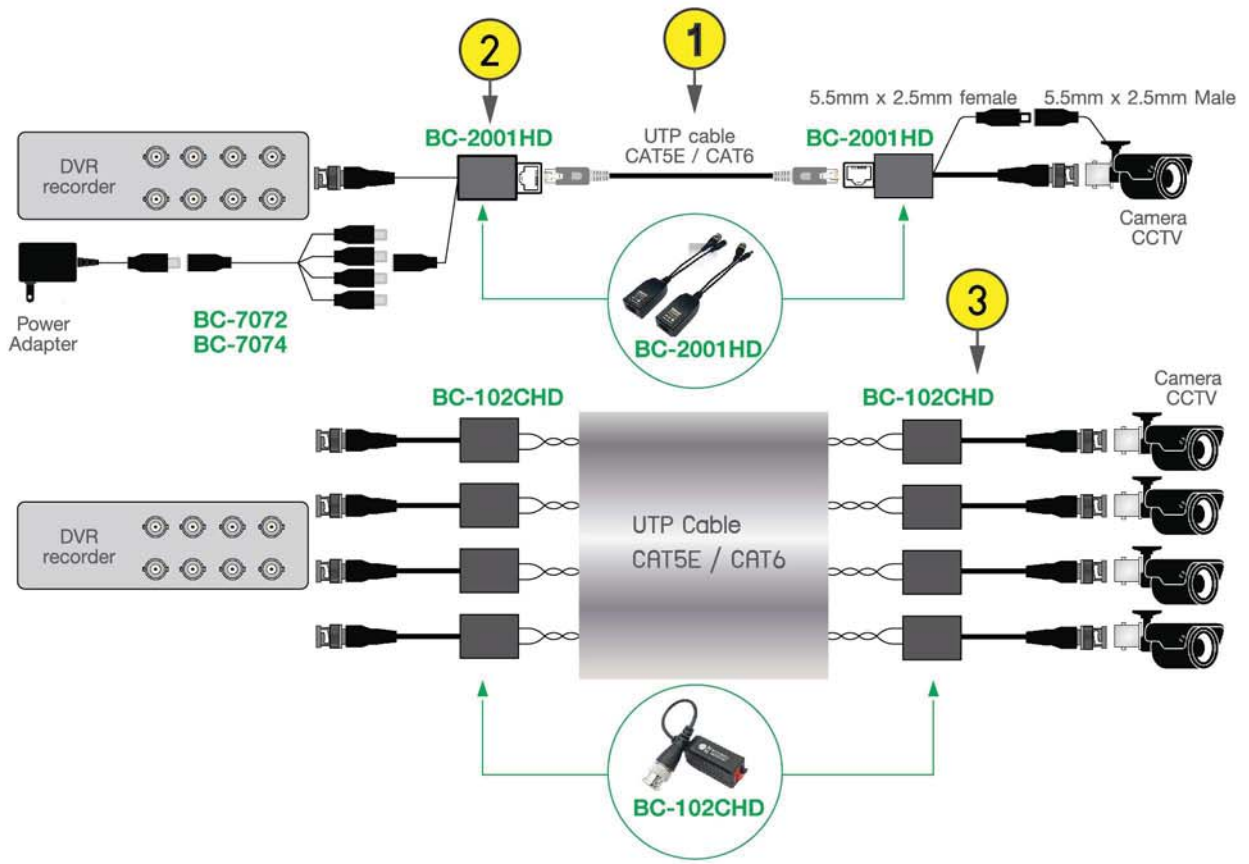 2
1
5.5mm x 2.5mm female
5.5mm x 2.5mm Male
BC-2001HD
UTP cable
CAT5E / CAT6
BC-2001HD
DVR
recorder
Camera
CCTV
Power
Adapter
BC-7072
BC-7074
BC-2001HD
3
BC-102CHD
BC-102CHD
Camera
CCTV
DVR
recorder
UTP Cable
CAT5E / CAT6
BC-102CHD